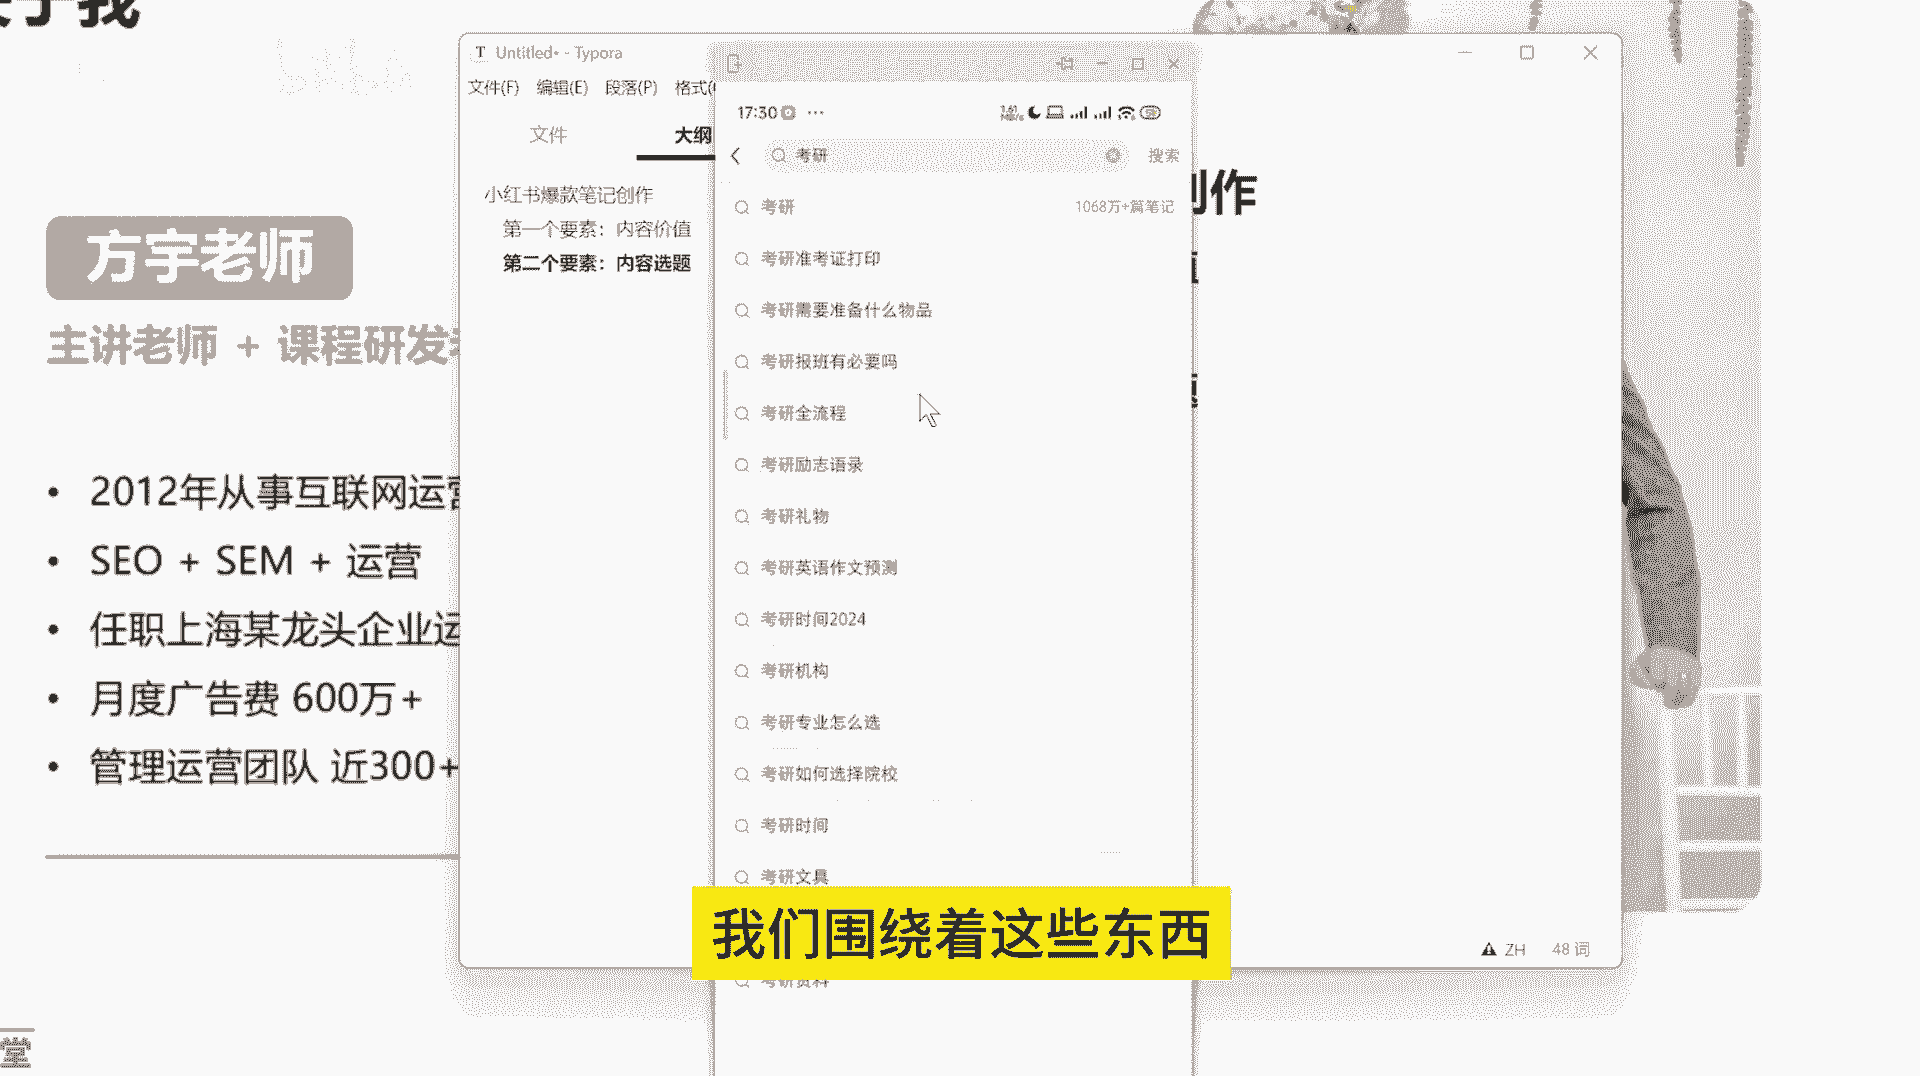 于我
bilibili
方宇老师
主讲老师 + 课程研发
2012年从事互联网运营
SEO + SEM + 运营
任职上海某龙头企业运
月度广告费 600万+
管理运营团队 近300+
堂
Untitled• - Typora
文件(F) 编辑(E) 段落(P) 格式(
文件 大纲
小红书爆款笔记创作
第一个要素：内容价值
第二个要素：内容选题
创作
17:30 ···
考研 搜索
考研 1068万+篇笔记
考研准考证打印
考研需要准备什么物品
考研报班有必要吗
考研全流程
考研励志语录
考研礼物
考研英语作文预测
考研时间2024
考研机构
考研专业怎么选
考研如何选择院校
考研时间
考研文具
我们围绕着这些东西
考研资料
ZH 48 词